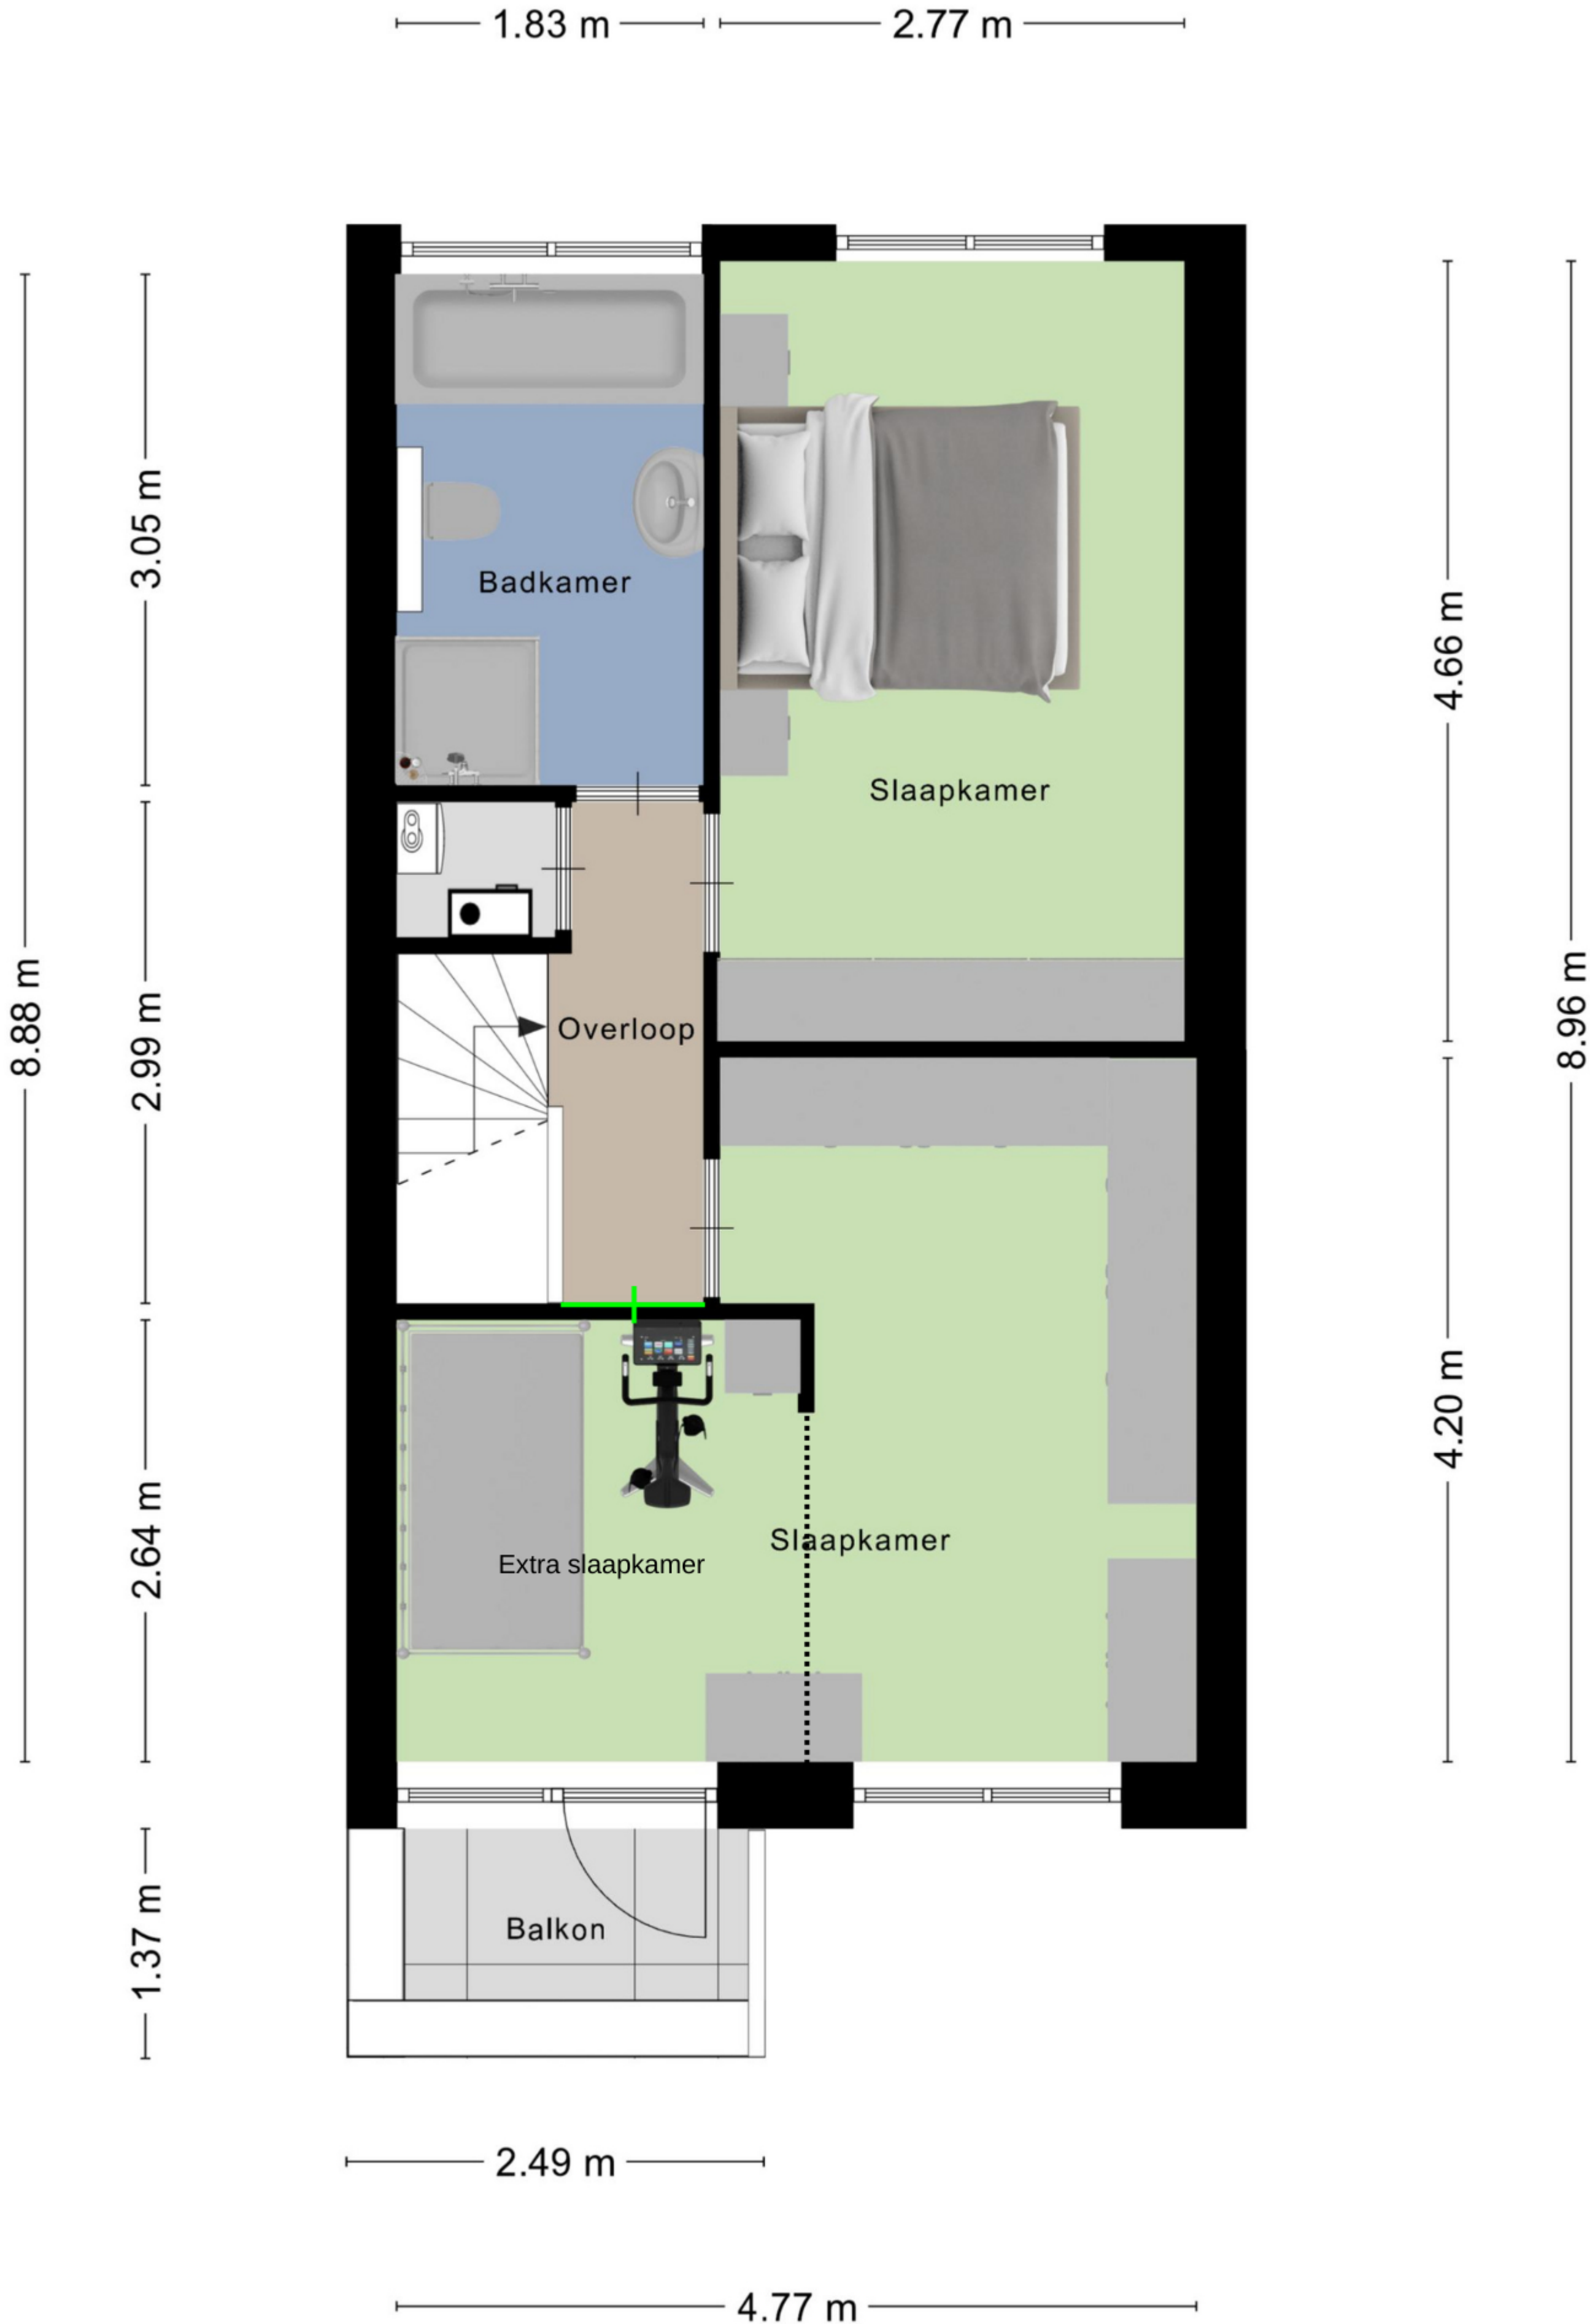 1.83 m
2.77 m
3.05 m
Badkamer
4.66 m
Slaapkamer
8.88 m
2.99 m
Overloop
8.96 m
4.20 m
2.64 m
Slaapkamer
Extra slaapkamer
1.37 m
Balkon
2.49 m
4.77 m